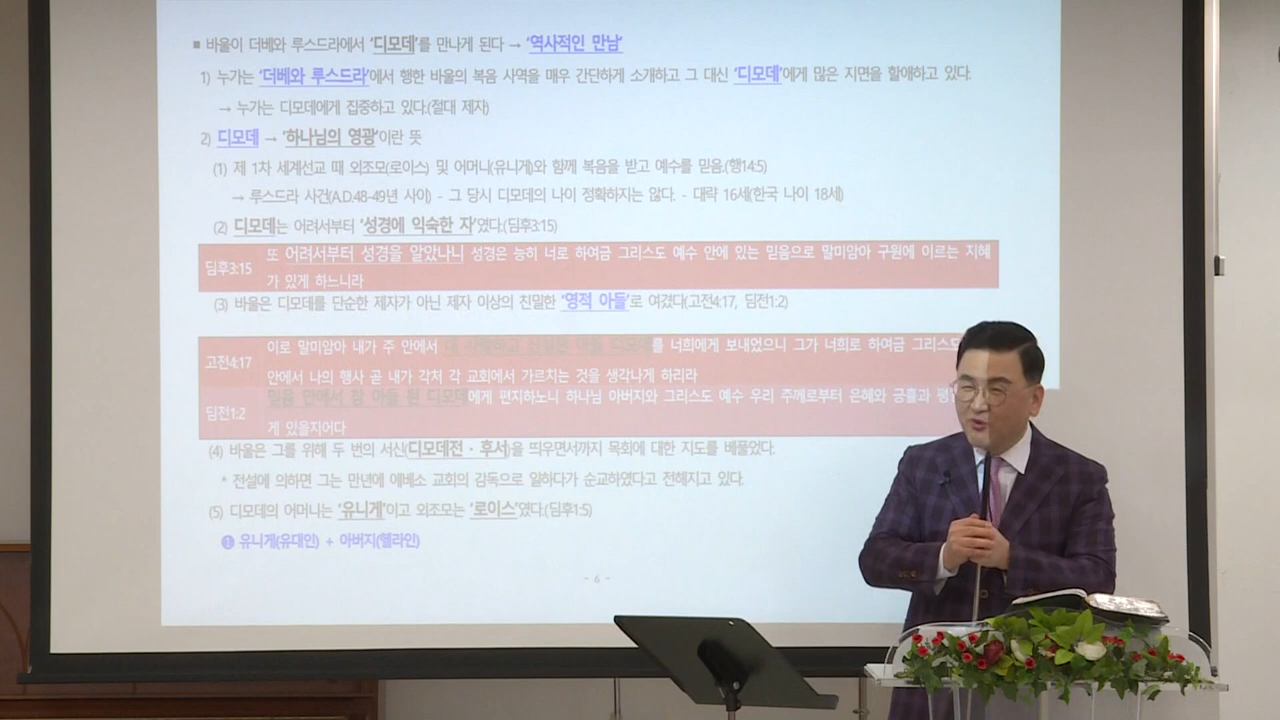 ■ 바울이 더베와 루스드라에서 '디모데'를 만나게 된다 → '역사적인 만남'
1) 누가는 '더베와 루스드라'에서 행한 바울의 복음 사역을 매우 간단하게 소개하고 그 대신 '디모데'에게 많은 지면을 할애하고 있다.
→ 누가는 디모데에게 집중하고 있다.(절대 제자)
2) 디모데 → '하나님의 영광'이란 뜻
(1) 제 1차 세계선교 때 외조모(로이스) 및 어머니(유니게)와 함께 복음을 받고 예수를 믿음.(행14:5)
→ 루스드라 사건(A.D.48-49년 사이) - 그 당시 디모데의 나이 정확하지는 않다. - 대략 16세(한국 나이 18세)
(2) 디모데는 어려서부터 '성경에 익숙한 자'였다.(딤후3:15)
딤후3:15 또 어려서부터 성경을 알았나니 성경은 능히 너로 하여금 그리스도 예수 안에 있는 믿음으로 말미암아 구원에 이르는 지혜
가 있게 하느니라
(3) 바울은 디모데를 단순한 제자가 아닌 제자 이상의 친밀한 '영적 아들'로 여겼다(고전4:17, 딤전1:2)
고전4:17 이로 말미암아 내가 주 안에서 내 사랑하고 신실한 아들 디모데를 너희에게 보내었으니 그가 너희로 하여금 그리스도
안에서 나의 행사 곧 내가 각처 각 교회에서 가르치는 것을 생각나게 하리라
딤전1:2 믿음 안에서 참 아들 된 디모데에게 편지하노니 하나님 아버지와 그리스도 예수 우리 주께로부터 은혜와 긍휼과
게 있을지어다
(4) 바울은 그를 위해 두 번의 서신(디모데전 · 후서)을 띄우면서까지 목회에 대한 지도를 베풀었다.
* 전설에 의하면 그는 만년에 에베소 교회의 감독으로 일하다가 순교하였다고 전해지고 있다.
(5) 디모데의 어머니는 '유니게'이고 외조모는 '로이스'였다.(딤후1:5)
❶ 유니게(유대인) + 아버지(헬라인)
- 6 -